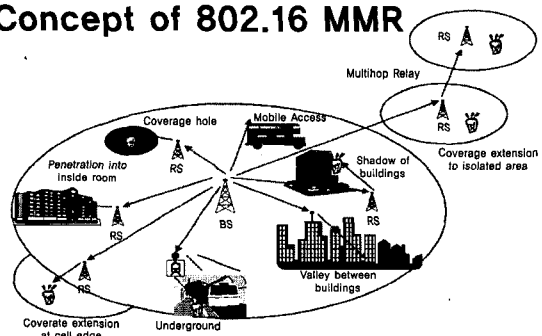 Concept of 802.16 MMR
RS
Multihop Relay
Coverage hole
Mobile Access
RS
Coverage extension
to isolated area
Penetration into
inside room
RS
Shadow of
buildings
RS
BS
RS
Valley between
buildings
RS
Coverate extension
at cell edge
Underground